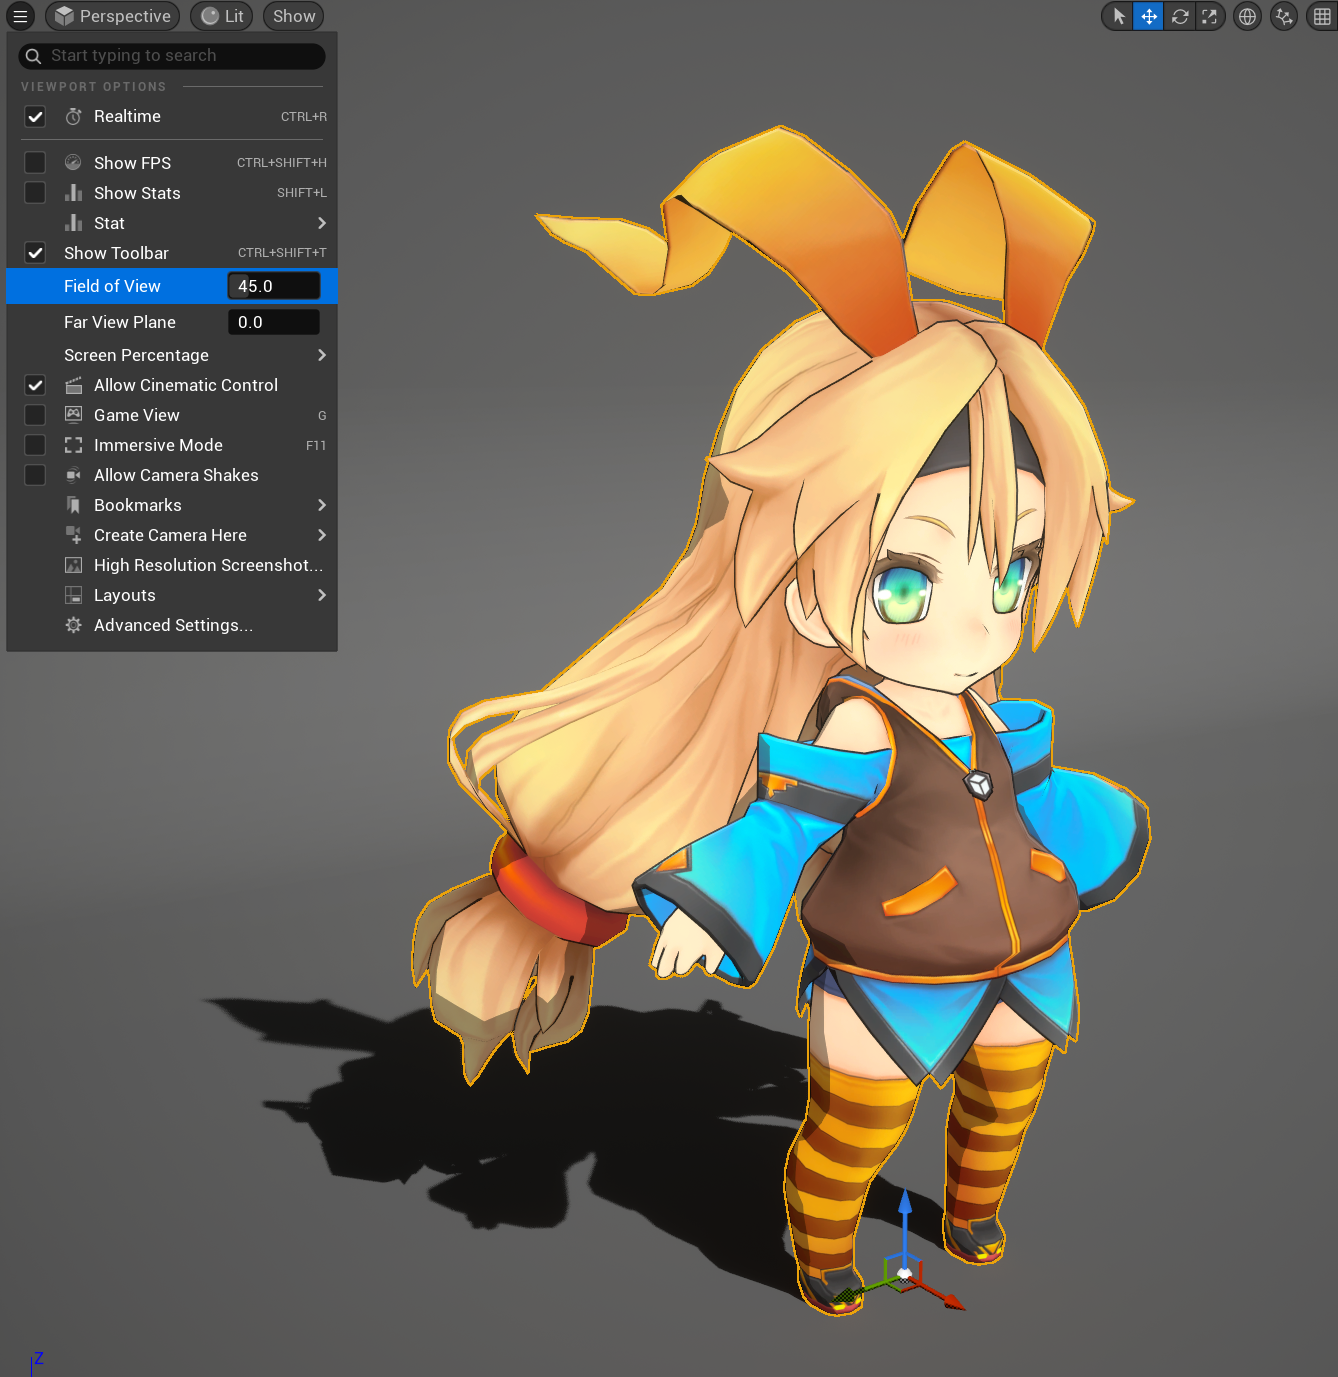 Perspective
Lit
Show
Start typing to search
VIEWPORT OPTIONS
Realtime CTRL+R
Show FPS CTRL+SHIFT+H
Show Stats SHIFT+L
Stat
Show Toolbar CTRL+SHIFT+T
Field of View 45.0
Far View Plane 0.0
Screen Percentage
Allow Cinematic Control
Game View G
Immersive Mode F11
Allow Camera Shakes
Bookmarks
Create Camera Here
High Resolution Screenshot...
Layouts
Advanced Settings...
Z